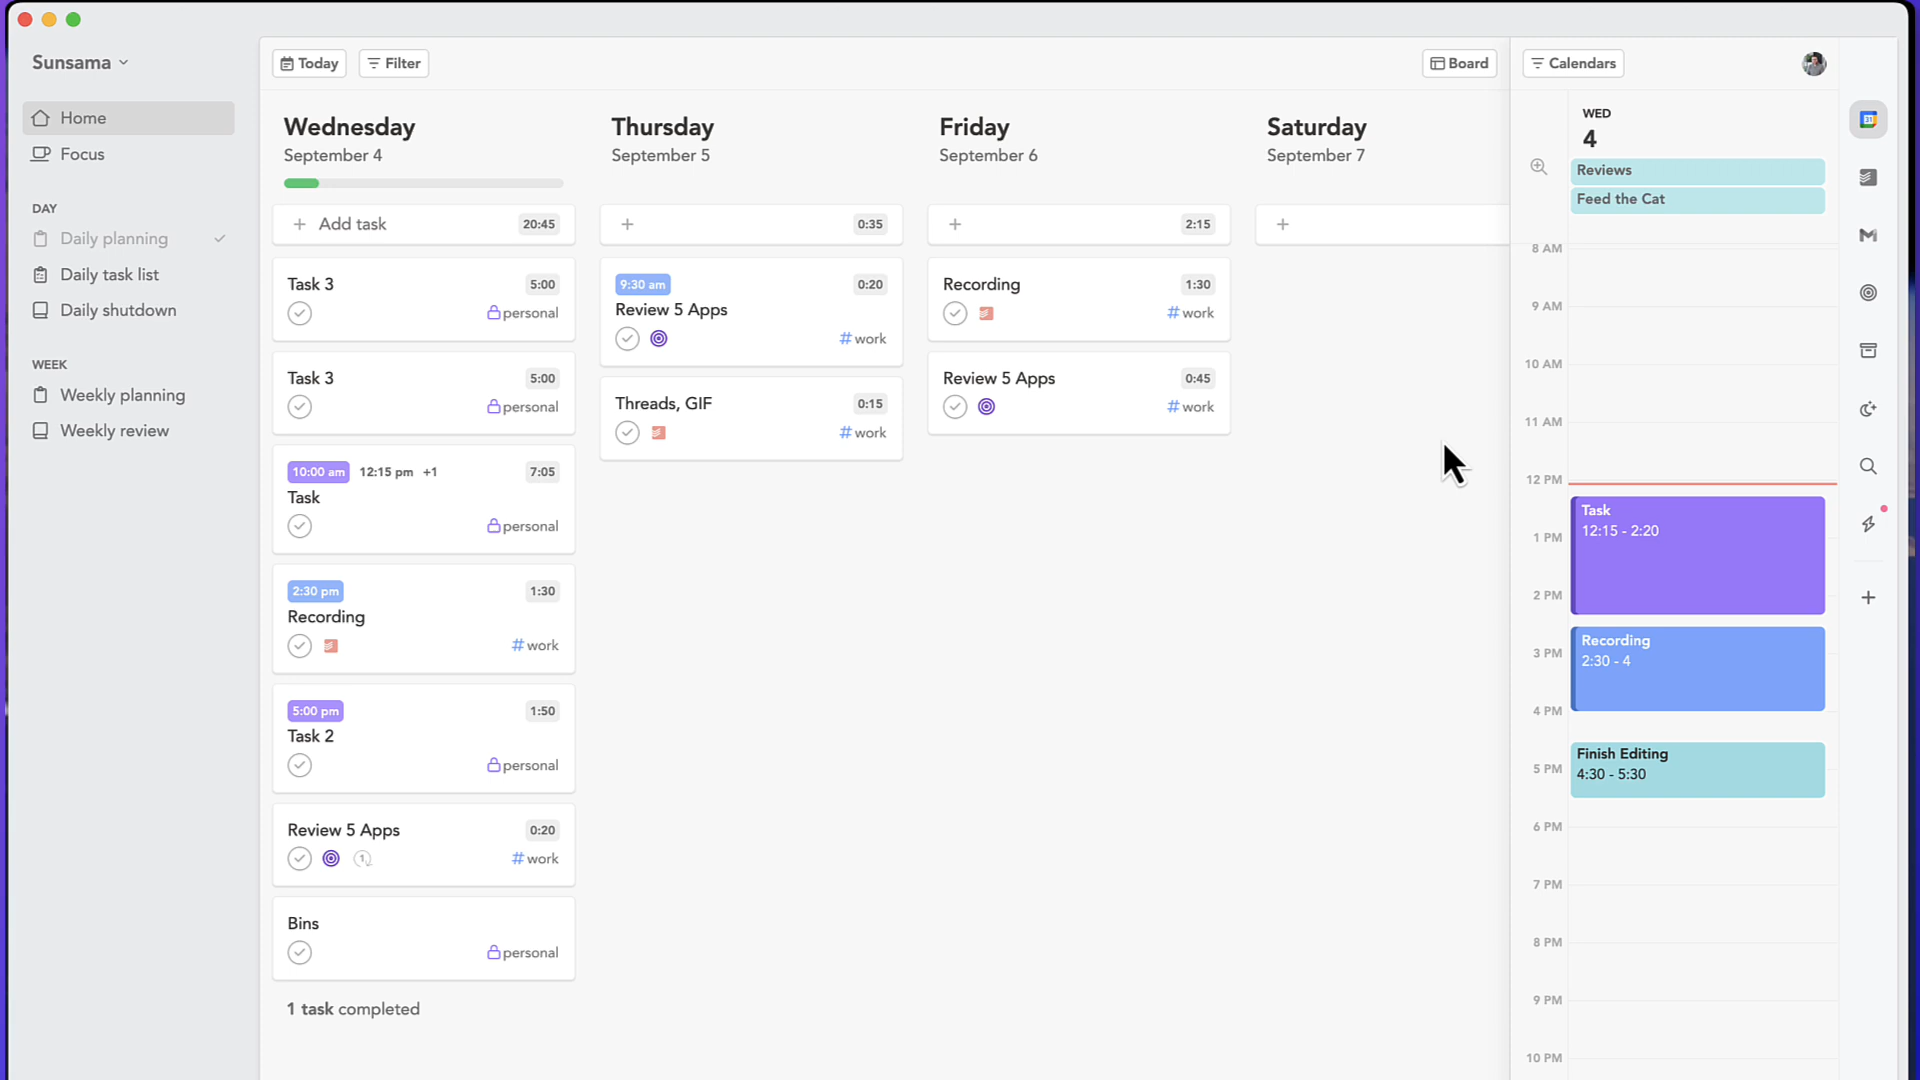 Sunsama
Home
Focus
DAY
Daily planning
Daily task list
Daily shutdown
WEEK
Weekly planning
Weekly review
Today
Filter
Board
Wednesday
September 4
Add task
20:45
Task 3
5:00
personal
Task 3
5:00
personal
10:00 am 12:15 pm +1
7:05
Task
personal
2:30 pm
1:30
Recording
#work
5:00 pm
1:50
Task 2
personal
Review 5 Apps
0:20
1
#work
Bins
personal
1 task completed
Thursday
September 5
0:35
9:30 am
0:20
Review 5 Apps
#work
Threads, GIF
0:15
#work
Friday
September 6
2:15
Recording
1:30
#work
Review 5 Apps
0:45
#work
Saturday
September 7
Calendars
WED
4
Reviews
Feed the Cat
8 AM
9 AM
10 AM
11 AM
12 PM
Task
12:15 - 2:20
1 PM
2 PM
Recording
2:30 - 4
3 PM
4 PM
Finish Editing
4:30 - 5:30
5 PM
6 PM
7 PM
8 PM
9 PM
10 PM
31